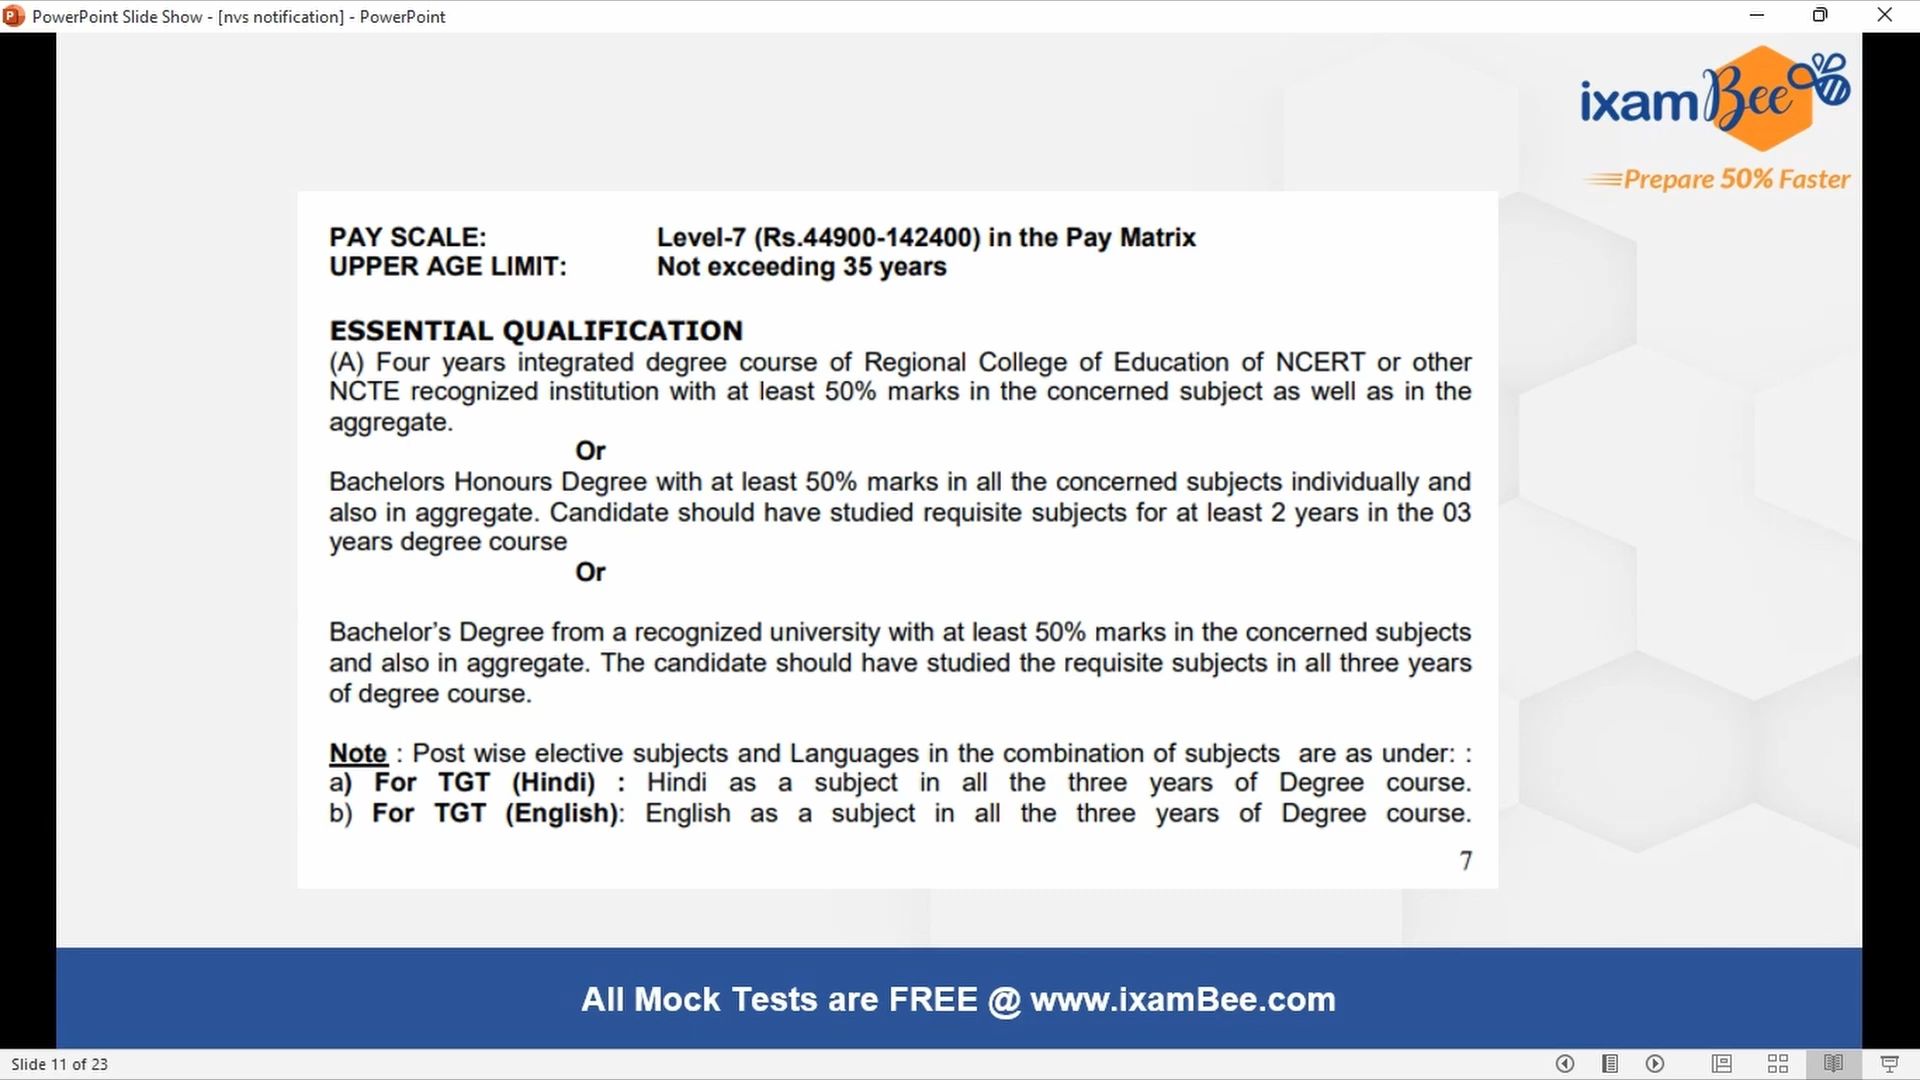 PowerPoint Slide Show - [nvs notification] - PowerPoint
ixamBee
Prepare 50% Faster
PAY SCALE: Level-7 (Rs.44900-142400) in the Pay Matrix
UPPER AGE LIMIT: Not exceeding 35 years
ESSENTIAL QUALIFICATION
(A) Four years integrated degree course of Regional College of Education of NCERT or other
NCTE recognized institution with at least 50% marks in the concerned subject as well as in the
aggregate.
Or
Bachelors Honours Degree with at least 50% marks in all the concerned subjects individually and
also in aggregate. Candidate should have studied requisite subjects for at least 2 years in the 03
years degree course
Or
Bachelor’s Degree from a recognized university with at least 50% marks in the concerned subjects
and also in aggregate. The candidate should have studied the requisite subjects in all three years
of degree course.
Note : Post wise elective subjects and Languages in the combination of subjects are as under: :
a) For TGT (Hindi) : Hindi as a subject in all the three years of Degree course.
b) For TGT (English): English as a subject in all the three years of Degree course.
7
All Mock Tests are FREE @ www.ixamBee.com
Slide 11 of 23